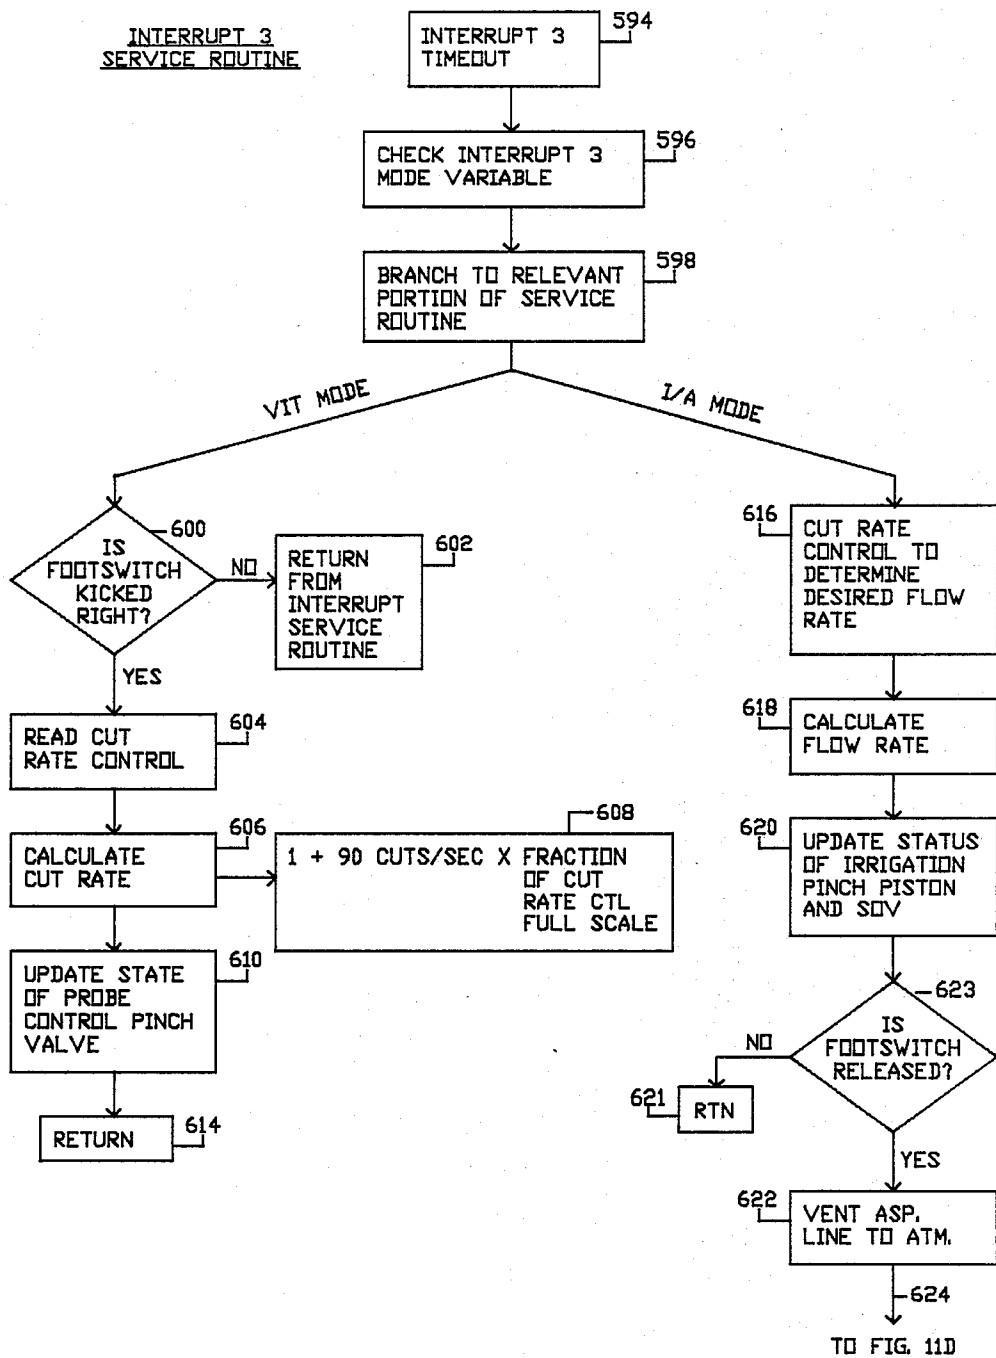 INTERRUPT 3
SERVICE ROUTINE
INTERRUPT 3
TIMEOUT
594
CHECK INTERRUPT 3
MODE VARIABLE
596
BRANCH TO RELEVANT
PORTION OF SERVICE
ROUTINE
598
VIT MODE
I/A MODE
600
IS
FOOTSWITCH
KICKED
RIGHT?
NO
602
RETURN
FROM
INTERRUPT
SERVICE
ROUTINE
YES
READ CUT
RATE CONTROL
604
CALCULATE
CUT RATE
606
608
1 + 90 CUTS/SEC X FRACTION
OF CUT
RATE CTL
FULL SCALE
UPDATE STATE
OF PROBE
CONTROL PINCH
VALVE
610
RETURN
614
616
CUT RATE
CONTROL TO
DETERMINE
DESIRED FLOW
RATE
618
CALCULATE
FLOW RATE
620
UPDATE STATUS
OF IRRIGATION
PINCH PISTON
AND SOV
623
IS
FOOTSWITCH
RELEASED?
NO
621
RTN
YES
622
VENT ASP.
LINE TO ATM.
624
TO FIG. 11D